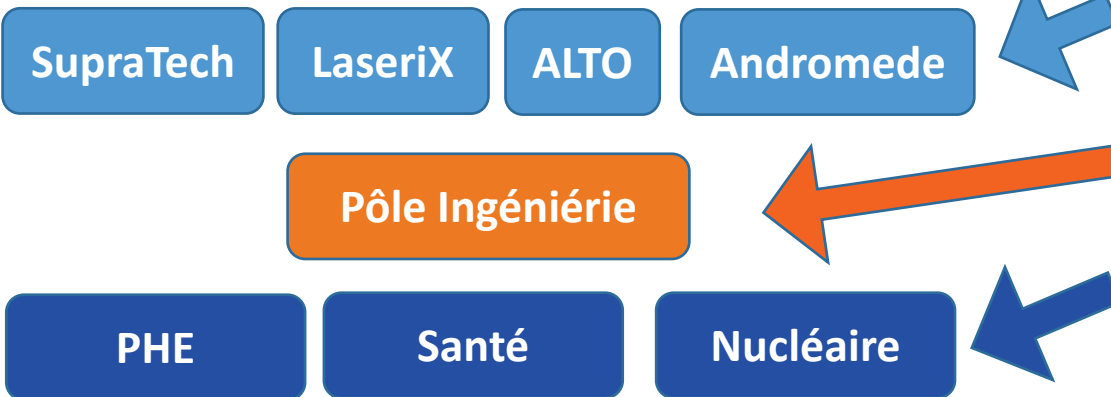 SupraTech LaseriX ALTO Andromede
Pôle Ingéniérie
PHE Santé Nucléaire